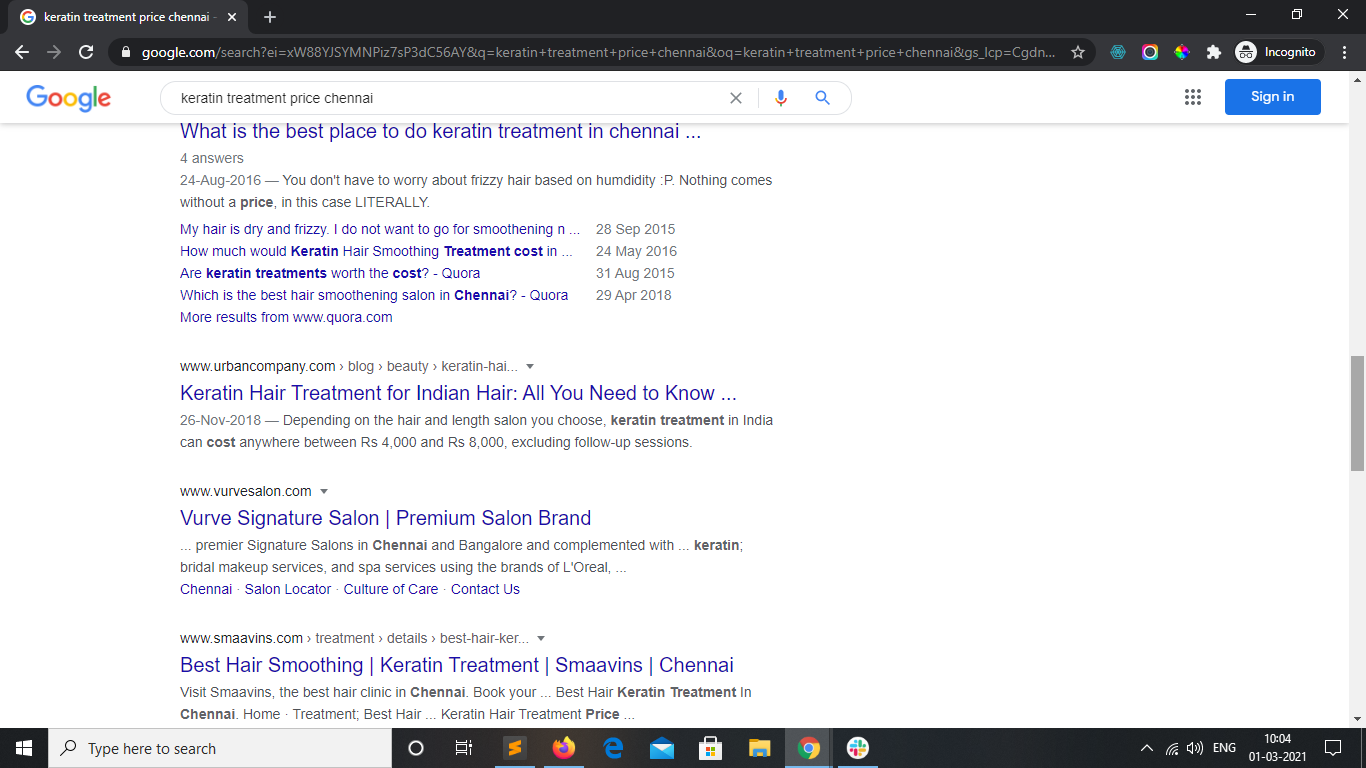 keratin treatment price chennai -
google.com/search?ei=xW88YJSYMNPiz7sP3dC56AY&q=keratin+treatment+price+chennai&oq=keratin+treatment+price+chennai&gs_lcp=Cgdn...
Incognito
Google
keratin treatment price chennai
Sign in
What is the best place to do keratin treatment in chennai ...
4 answers
24-Aug-2016 — You don't have to worry about frizzy hair based on humdidity :P. Nothing comes
without a price, in this case LITERALLY.
My hair is dry and frizzy. I do not want to go for smoothening n ... 28 Sep 2015
How much would Keratin Hair Smoothing Treatment cost in ... 24 May 2016
Are keratin treatments worth the cost? - Quora 31 Aug 2015
Which is the best hair smoothening salon in Chennai? - Quora 29 Apr 2018
More results from www.quora.com
www.urbancompany.com › blog › beauty › keratin-hai...
Keratin Hair Treatment for Indian Hair: All You Need to Know ...
26-Nov-2018 — Depending on the hair and length salon you choose, keratin treatment in India
can cost anywhere between Rs 4,000 and Rs 8,000, excluding follow-up sessions.
www.vurvesalon.com
Vurve Signature Salon | Premium Salon Brand
... premier Signature Salons in Chennai and Bangalore and complemented with ... keratin;
bridal makeup services, and spa services using the brands of L'Oreal, ...
Chennai · Salon Locator · Culture of Care · Contact Us
www.smaavins.com › treatment › details › best-hair-ker...
Best Hair Smoothing | Keratin Treatment | Smaavins | Chennai
Visit Smaavins, the best hair clinic in Chennai. Book your ... Best Hair Keratin Treatment In
Chennai. Home · Treatment; Best Hair ... Keratin Hair Treatment Price ...
Type here to search
ENG
10:04
01-03-2021